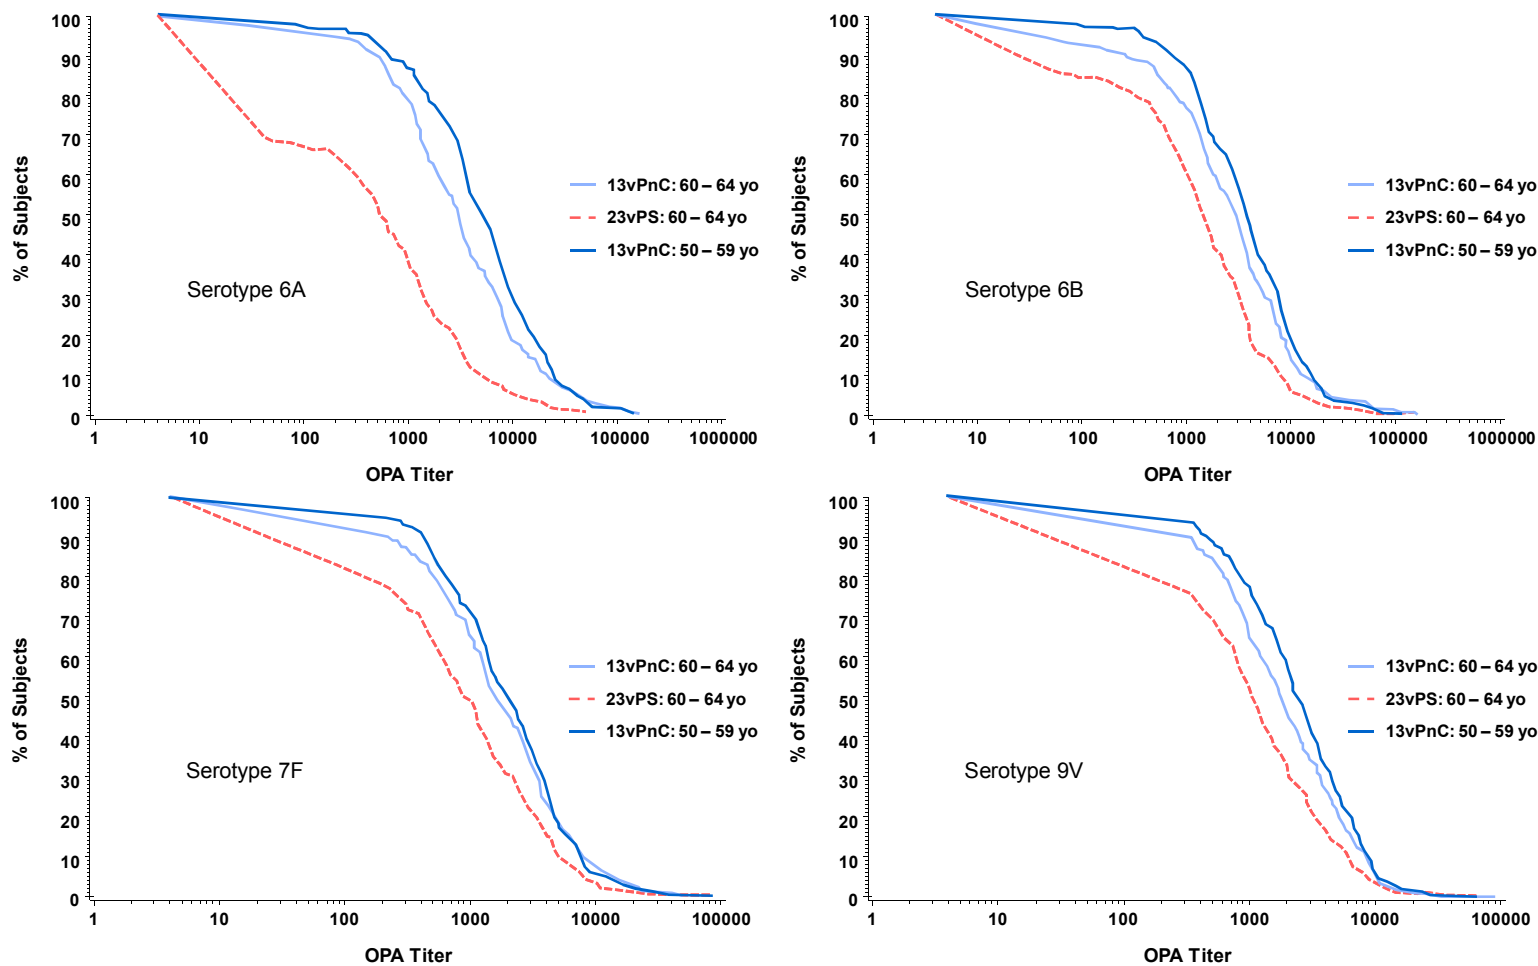 100
90
80
70
60
50
40
30
20
10
0
% of Subjects
13vPnC: 60 – 64 yo
23vPS: 60 – 64 yo
13vPnC: 50 – 59 yo
Serotype 6A
1 10 100 1000 10000 100000 1000000
OPA Titer
100
90
80
70
60
50
40
30
20
10
0
% of Subjects
13vPnC: 60 – 64 yo
23vPS: 60 – 64 yo
13vPnC: 50 – 59 yo
Serotype 6B
1 10 100 1000 10000 100000 1000000
OPA Titer
100
90
80
70
60
50
40
30
20
10
0
% of Subjects
13vPnC: 60 – 64 yo
23vPS: 60 – 64 yo
13vPnC: 50 – 59 yo
Serotype 7F
1 10 100 1000 10000 100000
OPA Titer
100
90
80
70
60
50
40
30
20
10
0
% of Subjects
13vPnC: 60 – 64 yo
23vPS: 60 – 64 yo
13vPnC: 50 – 59 yo
Serotype 9V
1 10 100 1000 10000 100000
OPA Titer